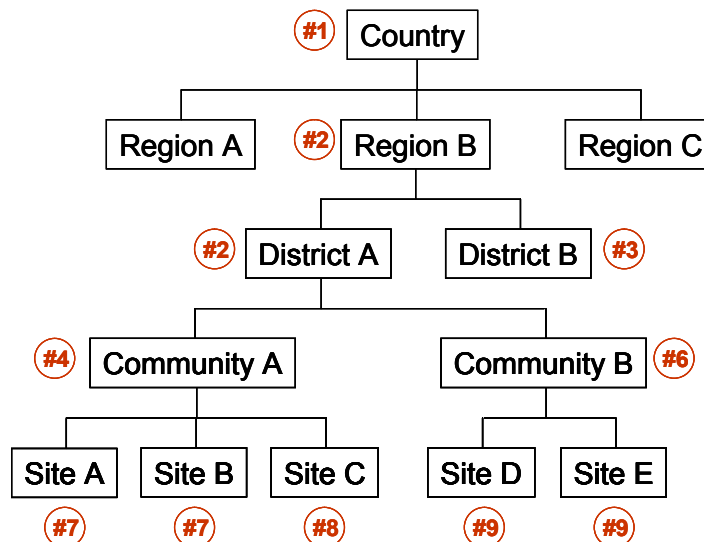 #1 Country
Region A #2 Region B Region C
#2 District A District B #3
#4 Community A Community B #6
Site A Site B Site C Site D Site E
#7 #7 #8 #9 #9